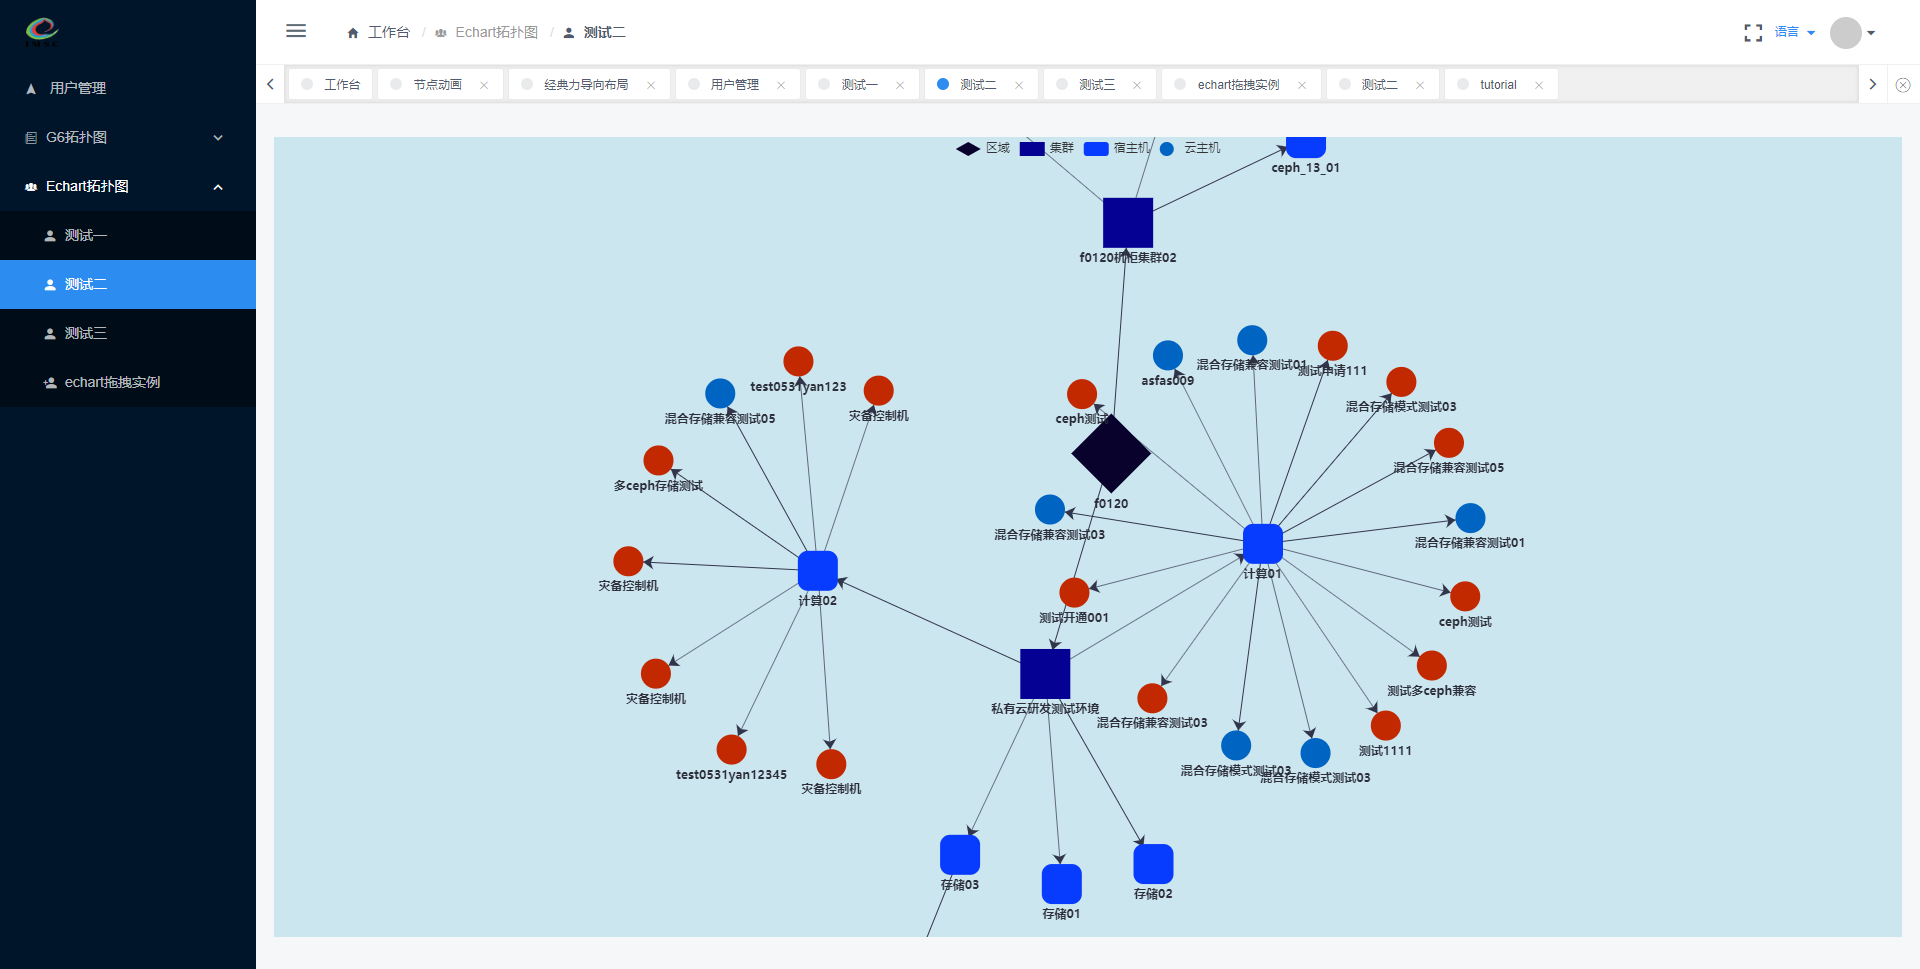 工作台 / Echart拓扑图 / 测试二
语言
用户管理
G6拓扑图
Echart拓扑图
测试一
测试二
测试三
echart拖拽实例
工作台
节点动画
经典力导向布局
用户管理
测试一
测试二
测试三
echart拖拽实例
测试二
tutorial
区域
集群
宿主机
云主机
ceph_13_01
f0120机柜集群02
混合存储兼容测试01
测试申请111
asfas009
test0531yan123
混合存储模式测试03
灾备控制机
混合存储兼容测试05
ceph测试
混合存储兼容测试05
多ceph存储测试
f0120
混合存储兼容测试03
混合存储兼容测试01
计算01
灾备控制机
计算02
测试开通001
ceph测试
测试多ceph兼容
灾备控制机
私有云研发测试环境
混合存储兼容测试03
测试1111
混合存储模式测试03
混合存储模式测试03
test0531yan12345
灾备控制机
存储03
存储02
存储01